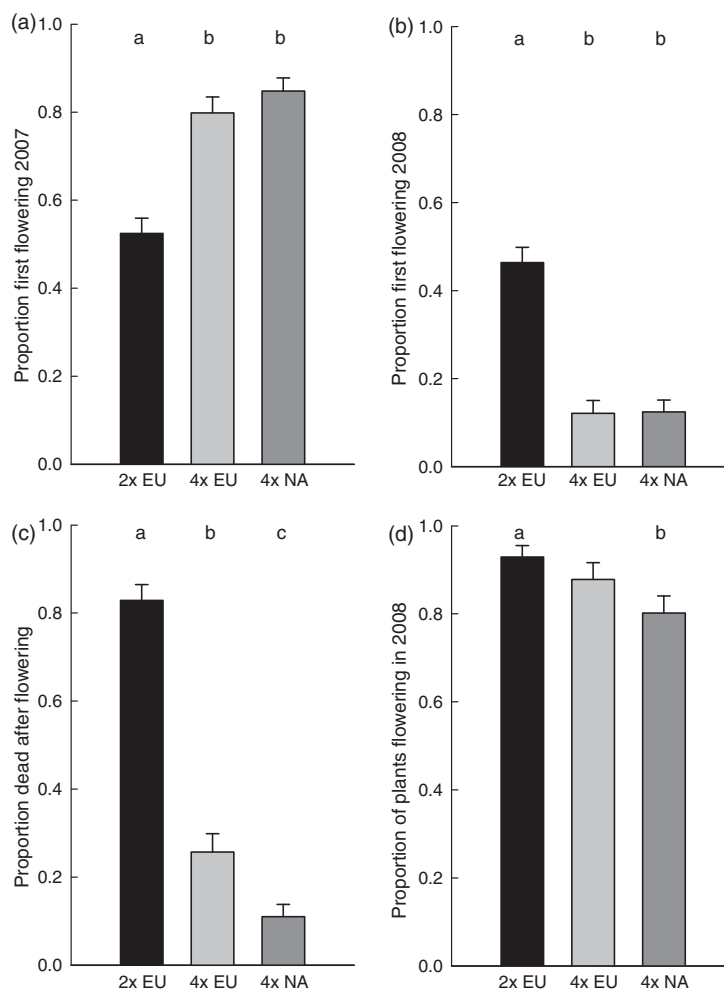 (a)
1.0
0.8
0.6
0.4
0.2
0.0
Proportion first flowering 2007
a b b
2x EU 4x EU 4x NA
(b)
1.0
0.8
0.6
0.4
0.2
0.0
Proportion first flowering 2008
a b b
2x EU 4x EU 4x NA
(c)
1.0
0.8
0.6
0.4
0.2
0.0
Proportion dead after flowering
a b c
2x EU 4x EU 4x NA
(d)
1.0
0.8
0.6
0.4
0.2
0.0
Proportion of plants flowering in 2008
a b
2x EU 4x EU 4x NA